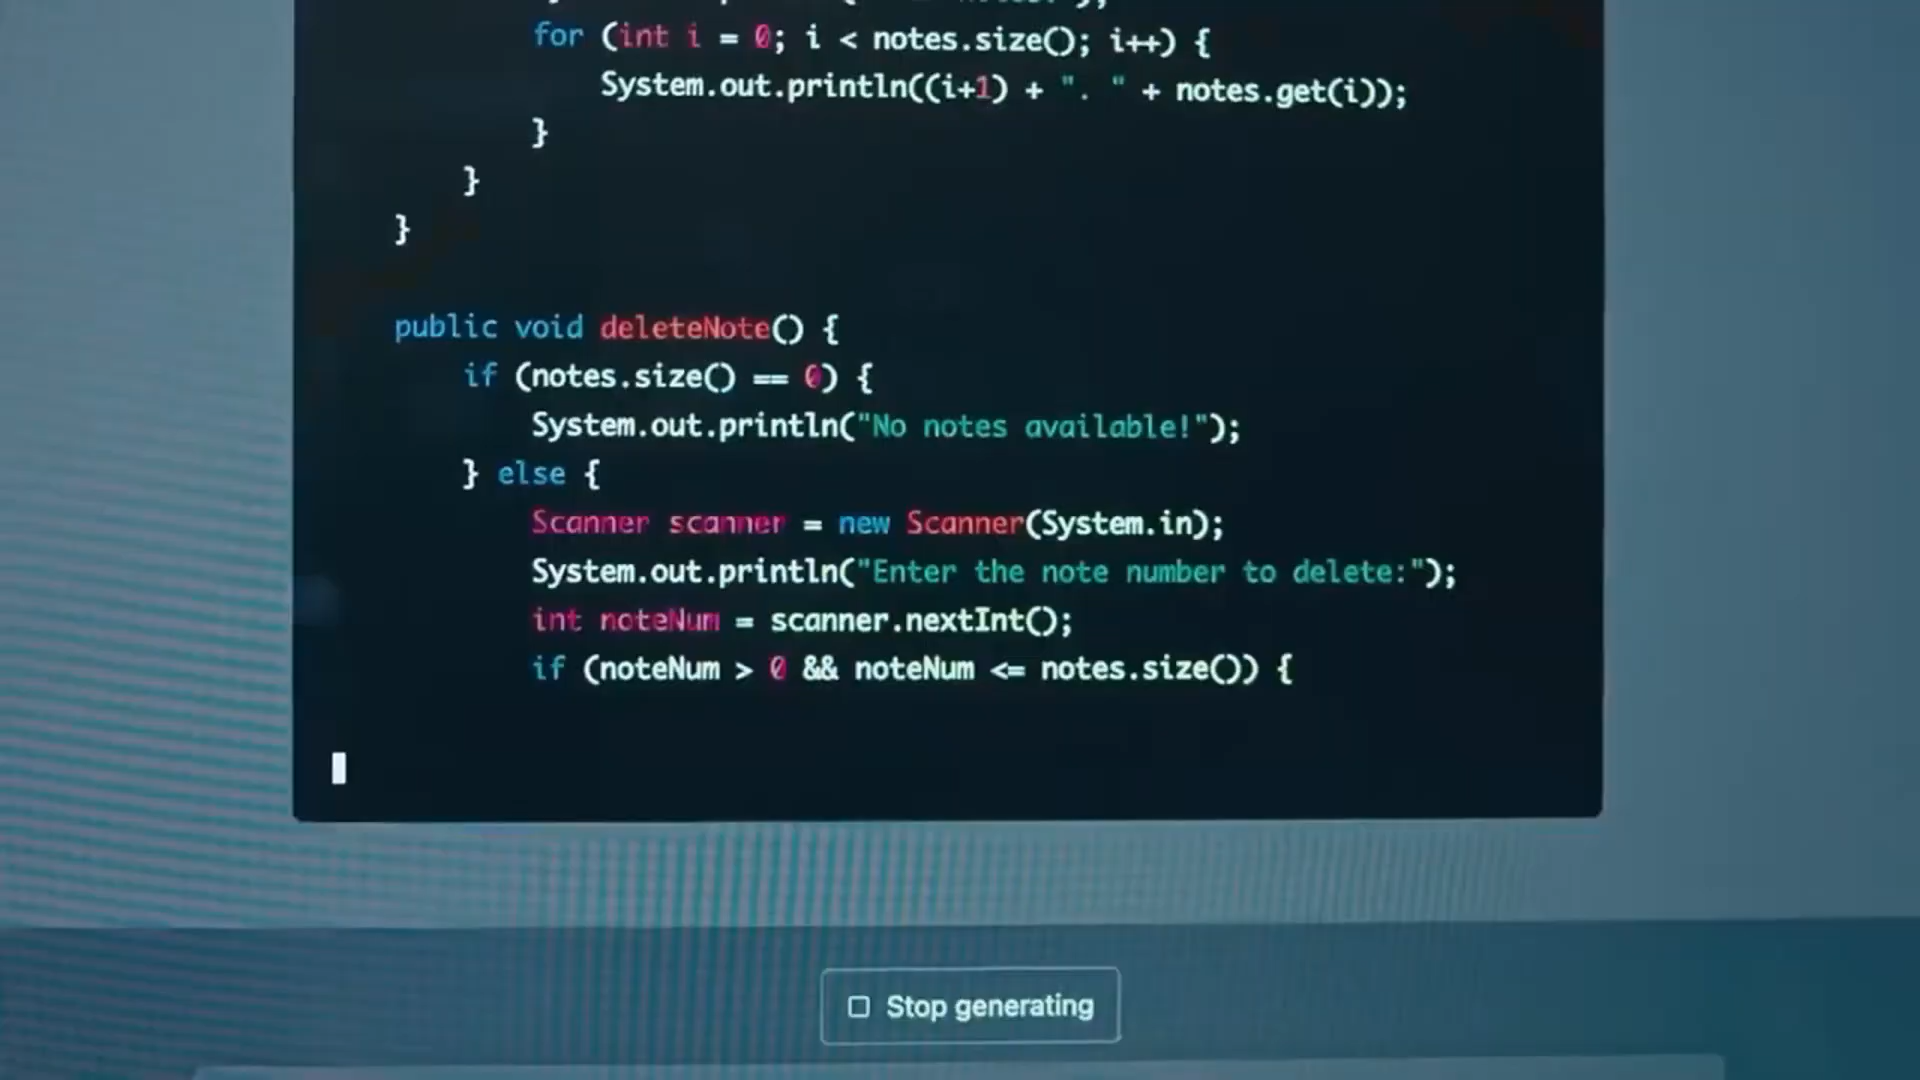 for (int i = 0; i < notes.size(); i++) {
System.out.println((i+1) + ". " + notes.get(i));
}
}
}
public void deleteNote() {
if (notes.size() == 0) {
System.out.println("No notes available!");
} else {
Scanner scanner = new Scanner(System.in);
System.out.println("Enter the note number to delete:");
int noteNum = scanner.nextInt();
if (noteNum > 0 && noteNum <= notes.size()) {
Stop generating